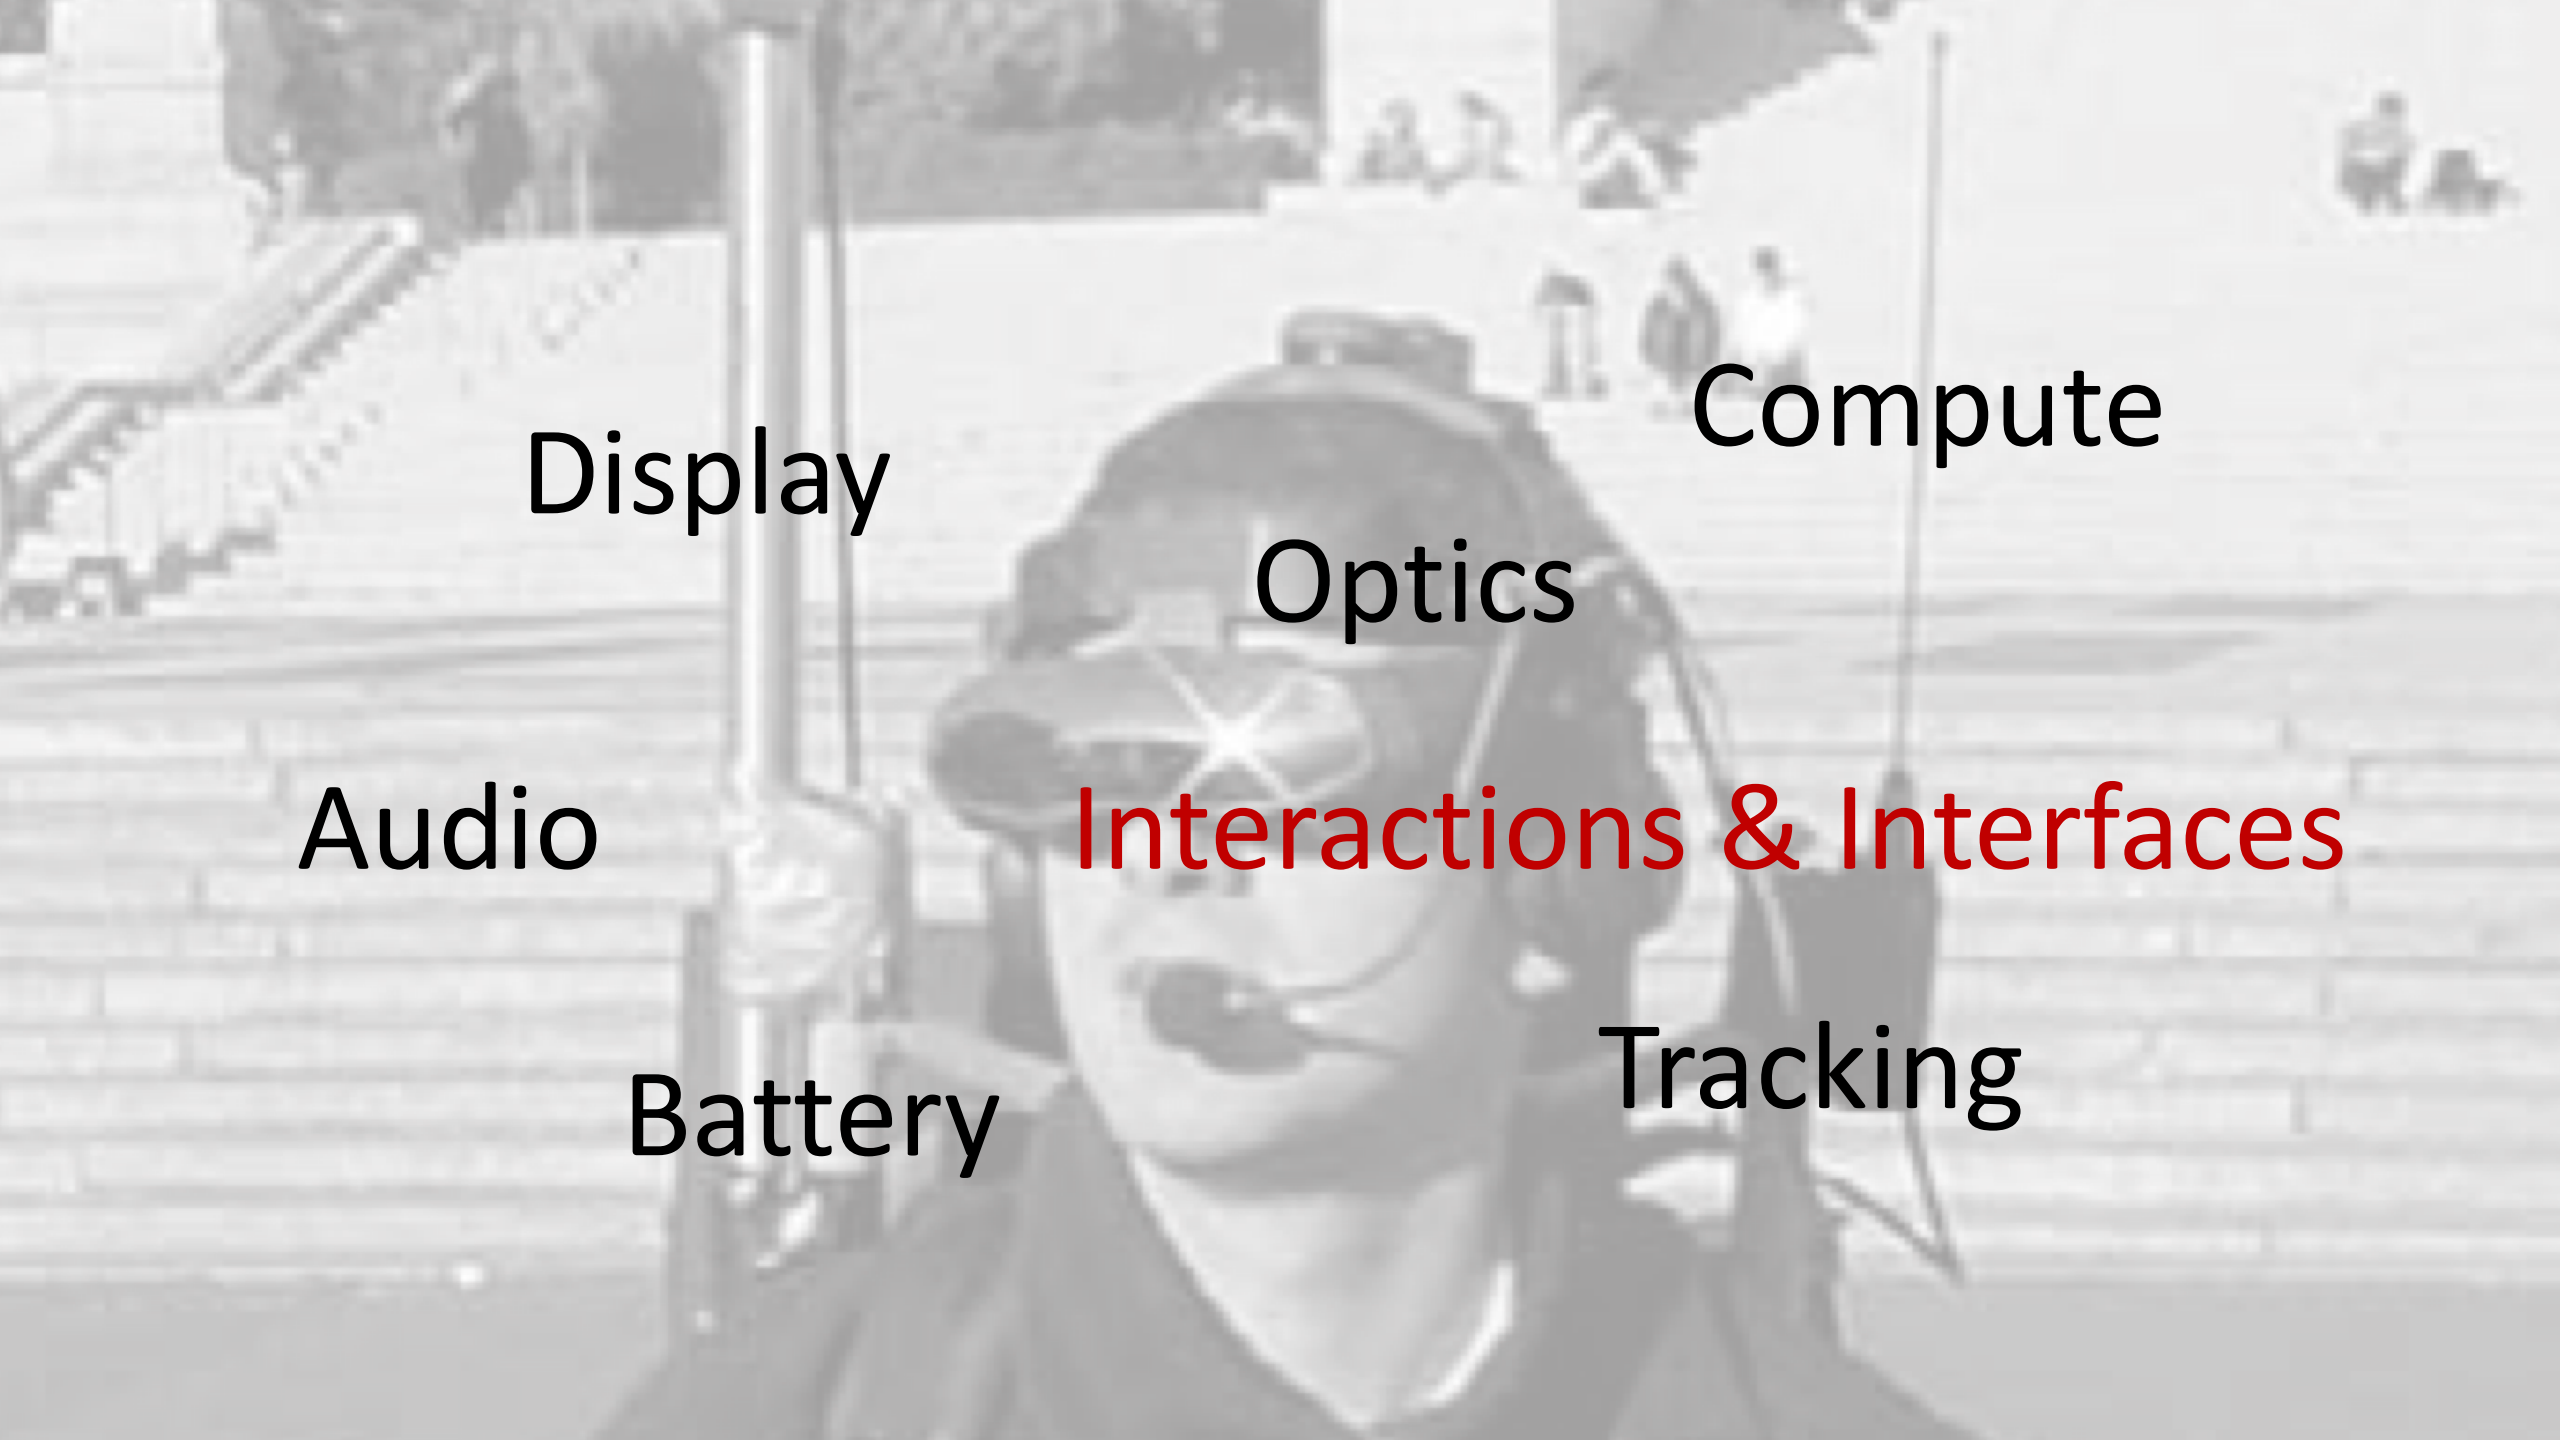 Compute
Display
Optics
Audio
Interactions & Interfaces
Tracking
Battery